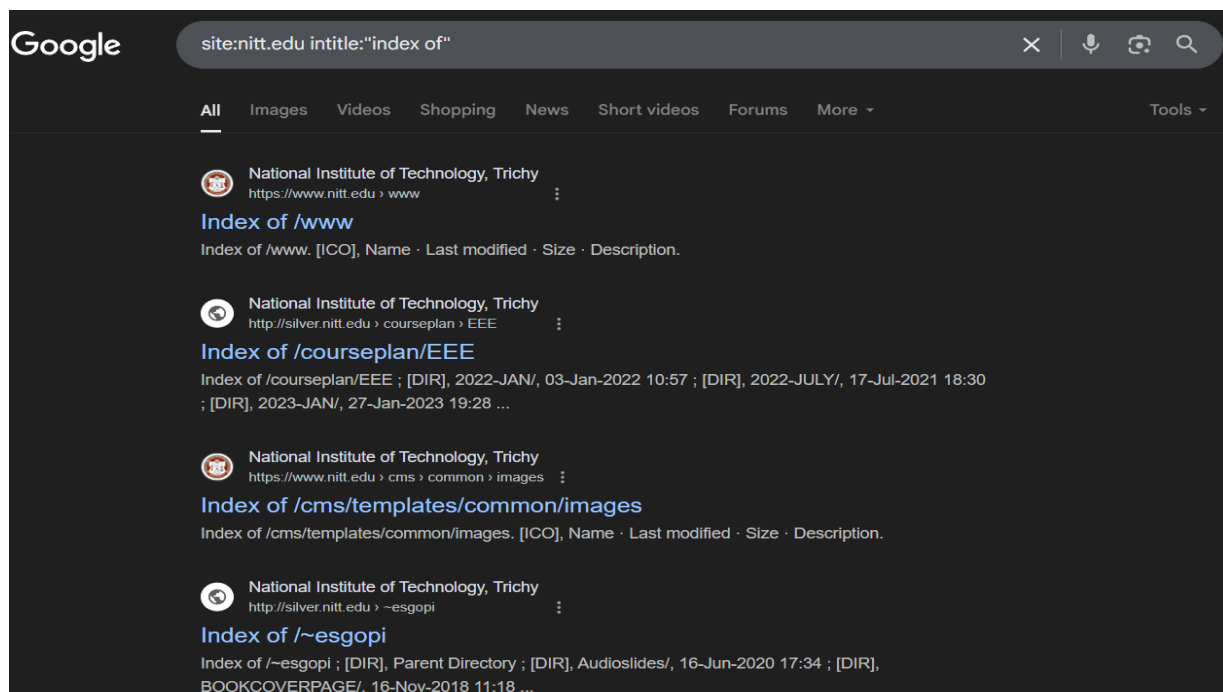 Google
site:nitt.edu intitle:"index of"
All Images Videos Shopping News Short videos Forums More Tools
National Institute of Technology, Trichy
https://www.nitt.edu › www
Index of /www
Index of /www. [ICO], Name · Last modified · Size · Description.
National Institute of Technology, Trichy
http://silver.nitt.edu › courseplan › EEE
Index of /courseplan/EEE
Index of /courseplan/EEE ; [DIR], 2022-JAN/, 03-Jan-2022 10:57 ; [DIR], 2022-JULY/, 17-Jul-2021 18:30
; [DIR], 2023-JAN/, 27-Jan-2023 19:28 ...
National Institute of Technology, Trichy
https://www.nitt.edu › cms › common › images
Index of /cms/templates/common/images
Index of /cms/templates/common/images. [ICO], Name · Last modified · Size · Description.
National Institute of Technology, Trichy
http://silver.nitt.edu › ~esgopi
Index of /~esgopi
Index of /~esgopi ; [DIR], Parent Directory ; [DIR], Audioslides/, 16-Jun-2020 17:34 ; [DIR],
BOOKCOVERPAGE/, 16-Nov-2018 11:18 ...